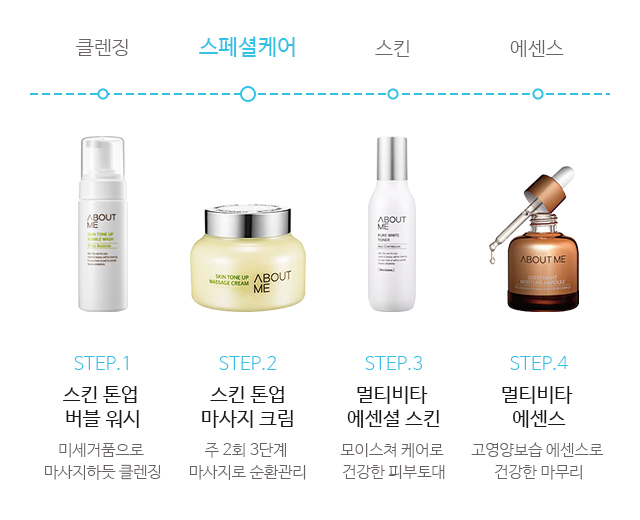 클렌징
스페셜케어
스킨
에센스
ABOUT
ME
SKIN TONE UP
BUBBLE WASH
SKIN TONE UP
MASSAGE CREAM
ABOUT
ME
ABOUT
ME
PURE WHITE
TONER
ABOUT ME
GOOD NIGHT
MOISTURE AMPOULE
STEP.1
스킨 톤업
버블 워시
미세거품으로
마사지하듯 클렌징
STEP.2
스킨 톤업
마사지 크림
주 2회 3단계
마사지로 순환관리
STEP.3
멀티비타
에센셜 스킨
모이스쳐 케어로
건강한 피부토대
STEP.4
멀티비타
에센스
고영양보습 에센스로
건강한 마무리